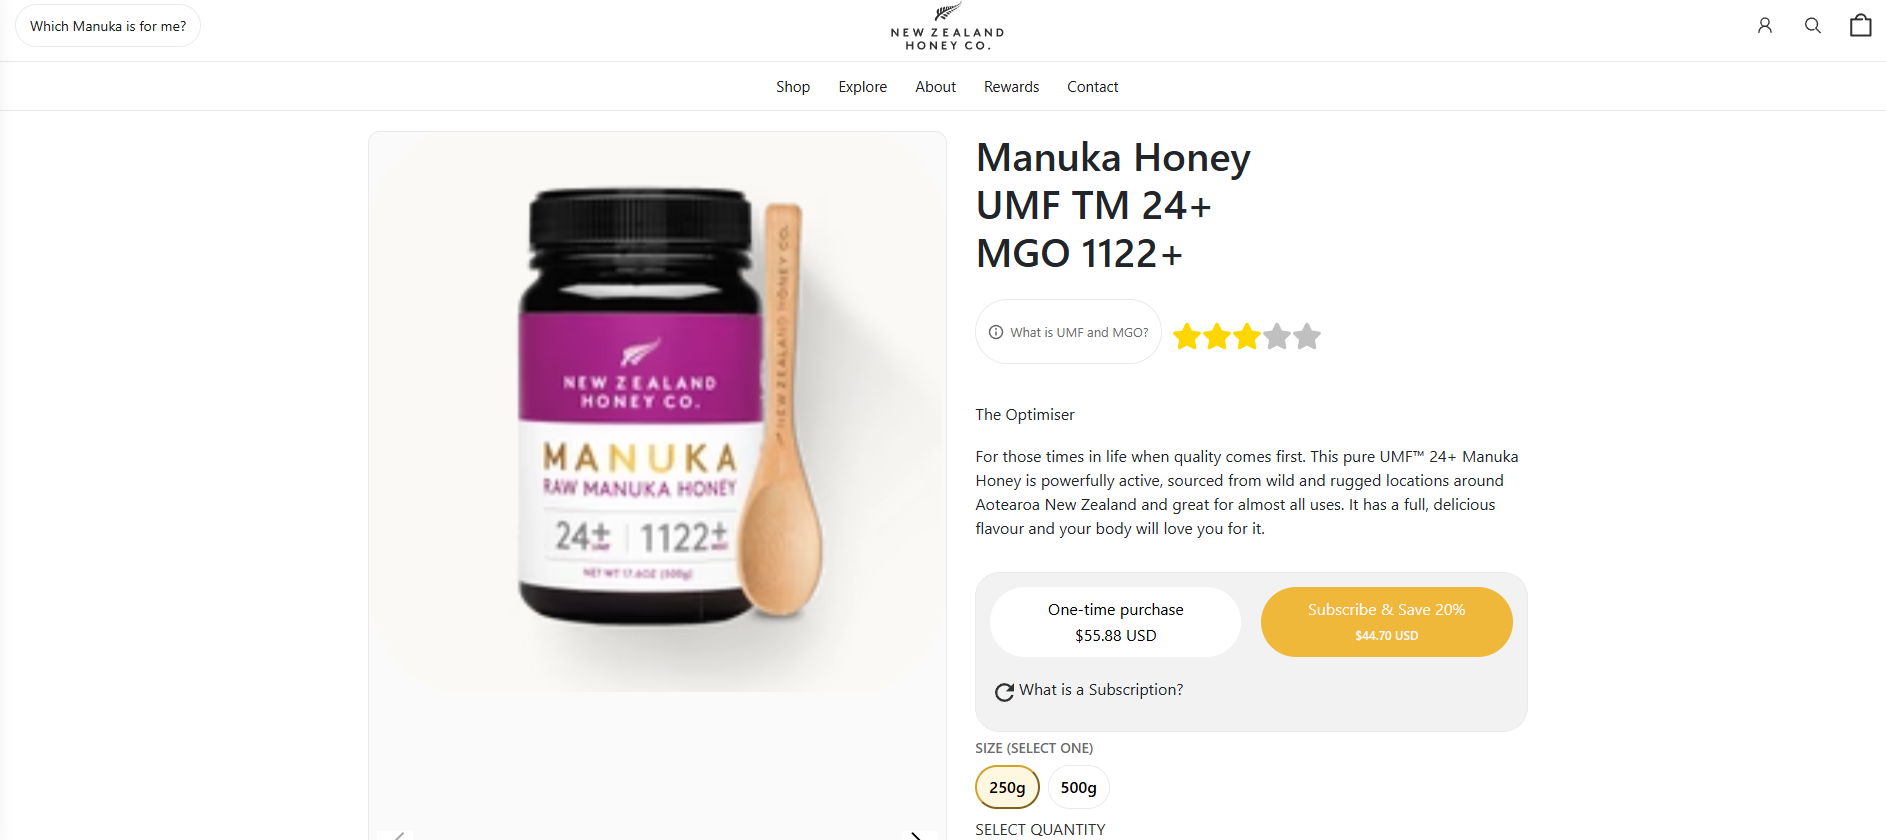 Which Manuka is for me?
NEW ZEALAND
HONEY CO.
Shop Explore About Rewards Contact
NEW ZEALAND
HONEY CO.
MANUKA
RAW MANUKA HONEY
24+ UMF 1122+ MGO
NET WT 17.6OZ (500g)
NEW ZEALAND HONEY CO.
Manuka Honey
UMF TM 24+
MGO 1122+
What is UMF and MGO?
The Optimiser
For those times in life when quality comes first. This pure UMF™ 24+ Manuka
Honey is powerfully active, sourced from wild and rugged locations around
Aotearoa New Zealand and great for almost all uses. It has a full, delicious
flavour and your body will love you for it.
One-time purchase
$55.88 USD
Subscribe & Save 20%
$44.70 USD
What is a Subscription?
SIZE (SELECT ONE)
250g 500g
SELECT QUANTITY